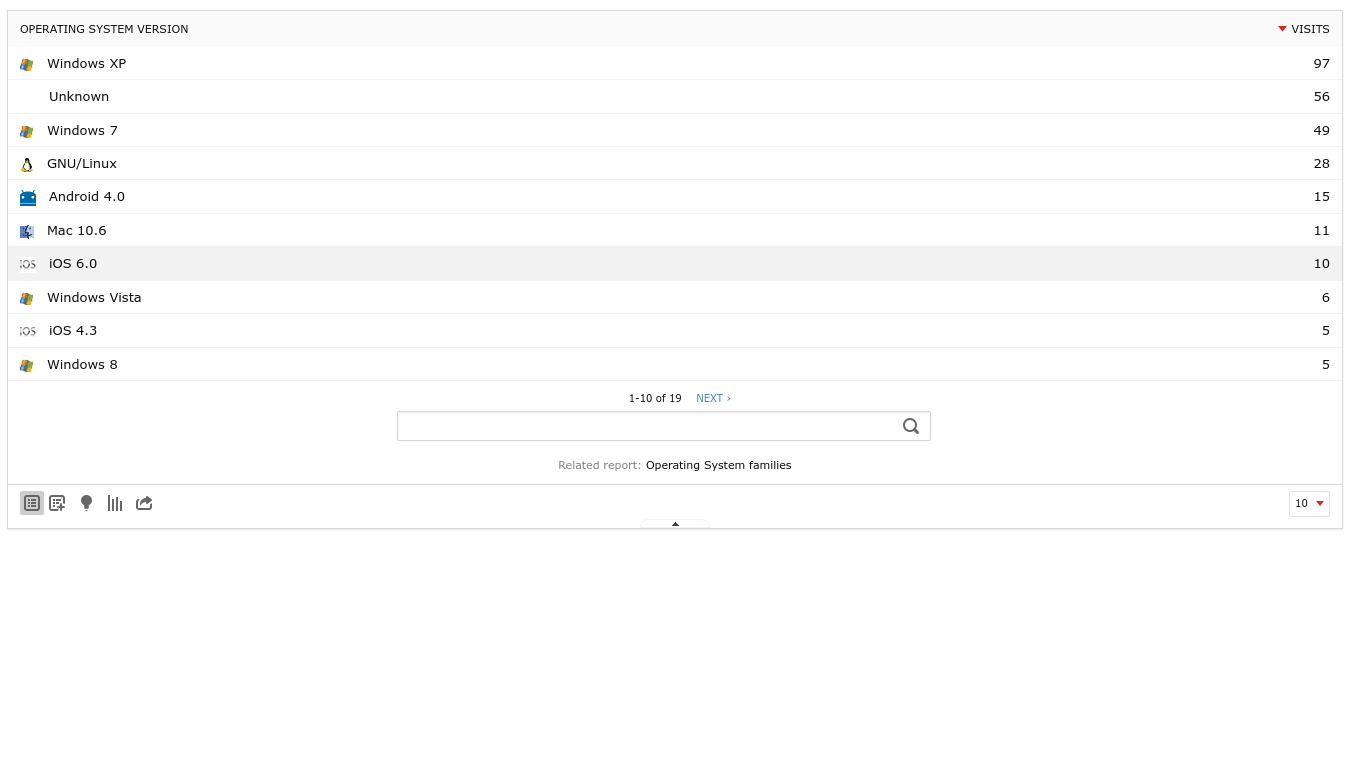 OPERATING SYSTEM VERSION VISITS
Windows XP 97
Unknown 56
Windows 7 49
GNU/Linux 28
Android 4.0 15
Mac 10.6 11
iOS iOS 6.0 10
Windows Vista 6
iOS iOS 4.3 5
Windows 8 5
1-10 of 19 NEXT ›
Related report: Operating System families
10